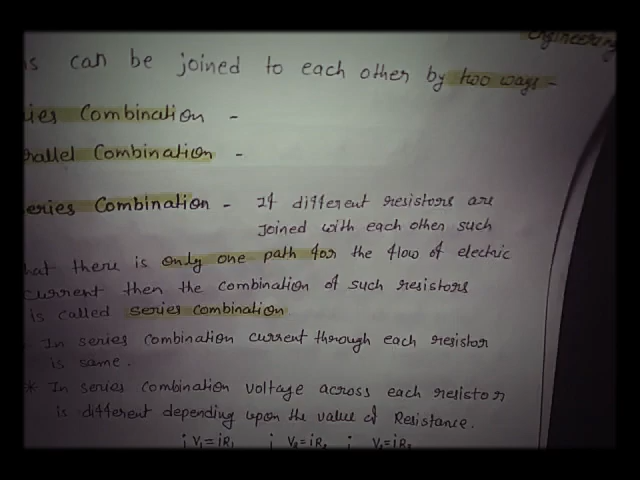 Engineering
can be joined to each other by two ways -
Combination -
Combination -
Combination - If different resistors are
joined with each other such
there is only one path for the flow of electric
current then the combination of such resistors
is called series combination
In series combination current through each resistor
is same.
* In series combination voltage across each resistor
is different depending upon the value of Resistance.
i V₁=iR₁ i V₂=iR₂ i